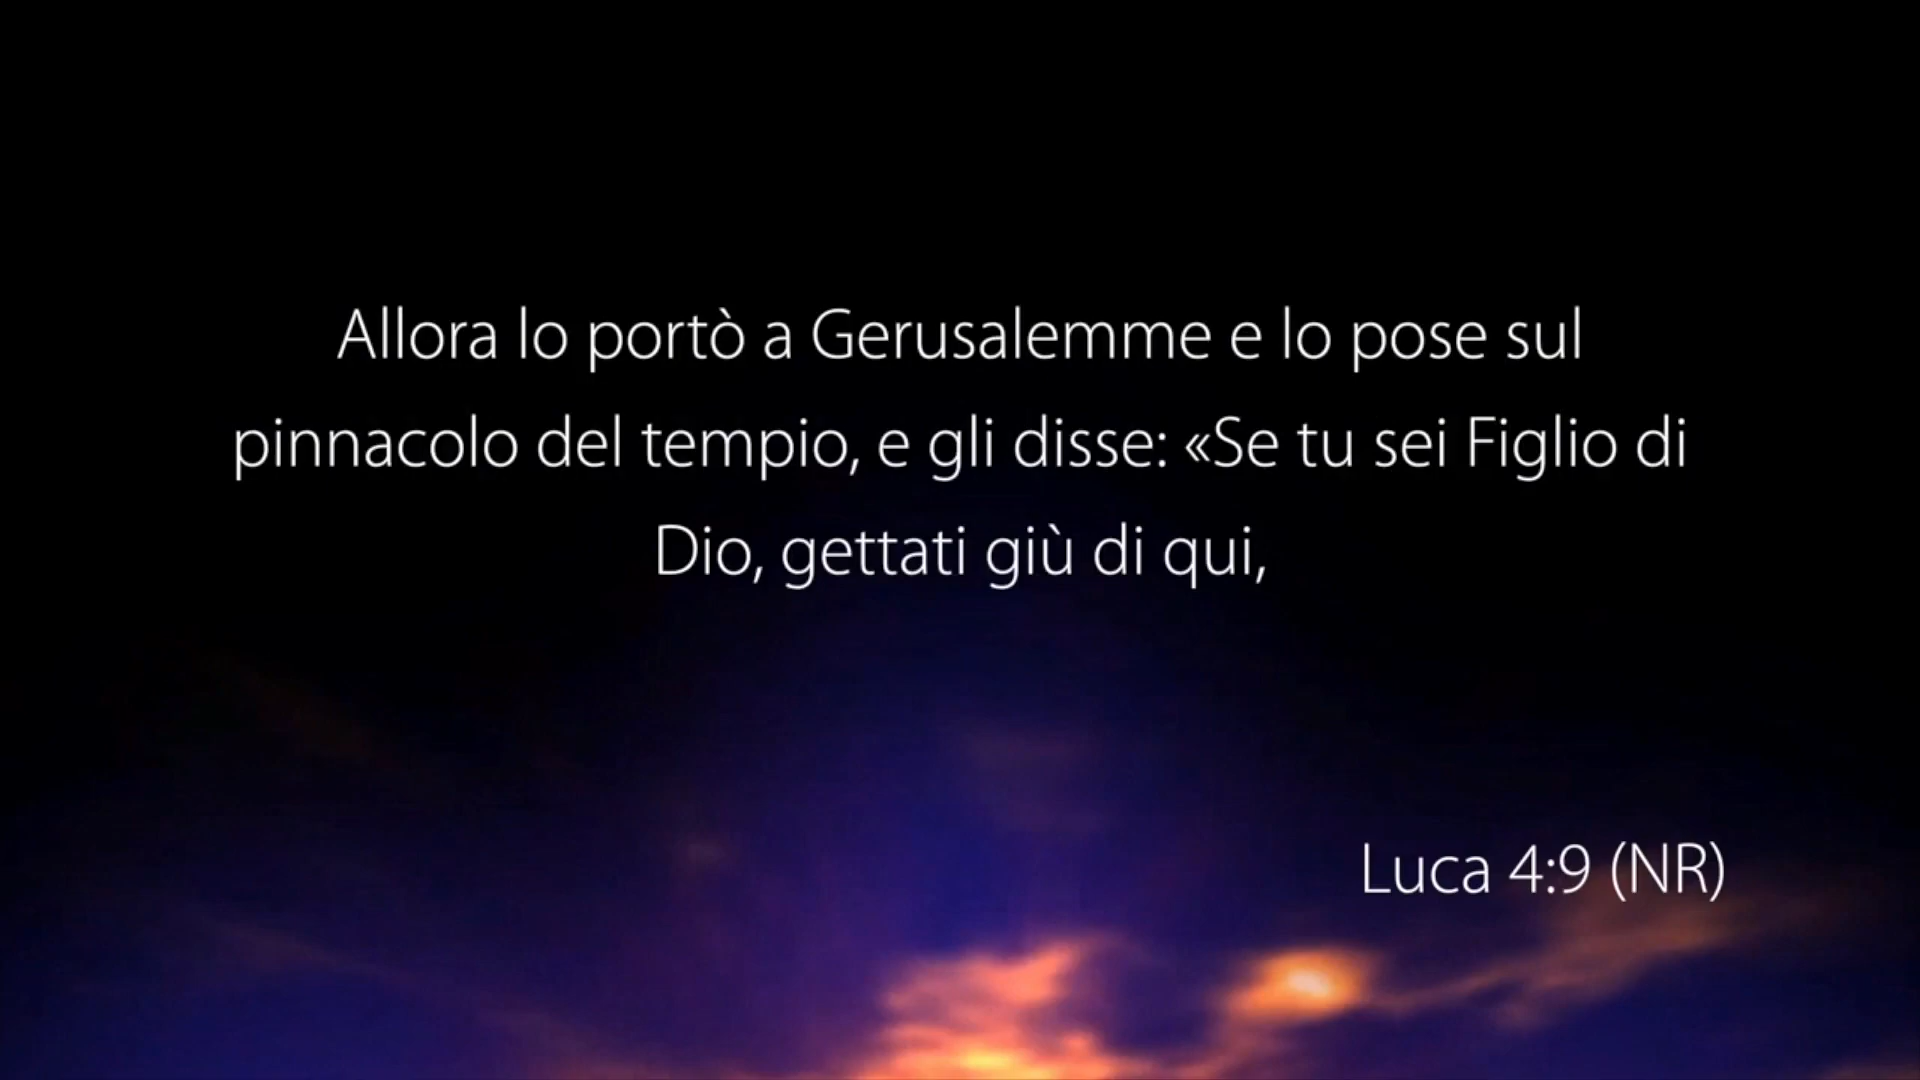 Allora lo portò a Gerusalemme e lo pose sul
pinnacolo del tempio, e gli disse: «Se tu sei Figlio di
Dio, gettati giù di qui,
Luca 4:9 (NR)